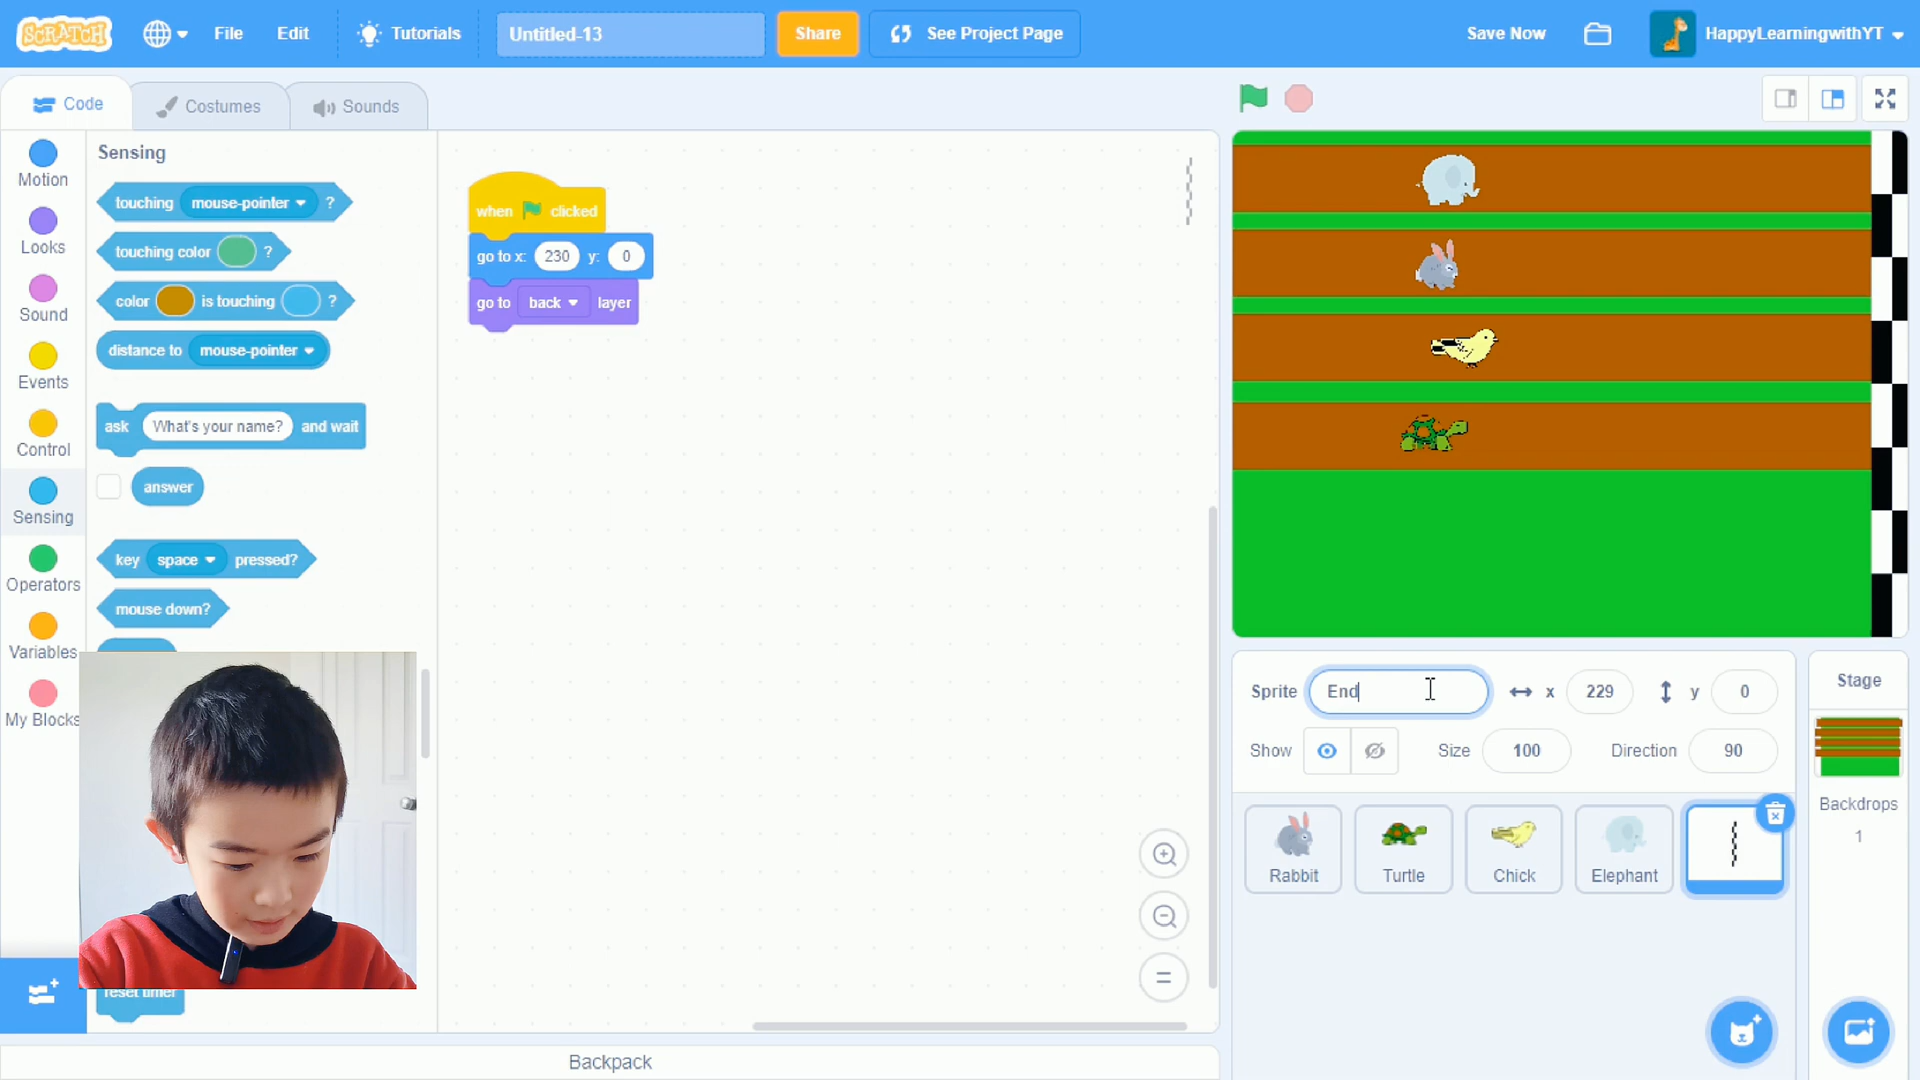 SCRATCH
File
Edit
Tutorials
Untitled-13
Share
See Project Page
Save Now
HappyLearningwithYT
Code
Costumes
Sounds
Motion
Looks
Sound
Events
Control
Sensing
Operators
Variables
My Blocks
Sensing
touching mouse-pointer ?
touching color ?
color is touching ?
distance to mouse-pointer
ask What's your name? and wait
answer
key space pressed?
mouse down?
reset timer
when clicked
go to x: 230 y: 0
go to back layer
Backpack
Sprite End x 229 y 0
Show Size 100 Direction 90
Rabbit
Turtle
Chick
Elephant
Stage
Backdrops
1